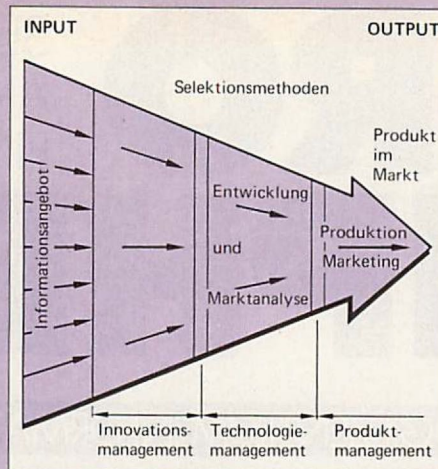 INPUT
OUTPUT
Selektionsmethoden
Produkt
im
Markt
Informationsangebot
Entwicklung
und
Marktanalyse
Produktion
Marketing
Innovations-
management
Technologie-
management
Produkt-
management